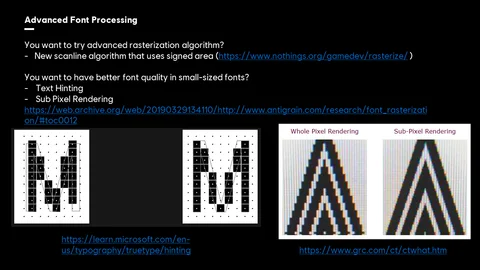 Advanced Font Processing
You want to try advanced rasterization algorithm?
- New scanline algorithm that uses signed area (https://www.nothings.org/gamedev/rasterize/ )
You want to have better font quality in small-sized fonts?
- Text Hinting
- Sub Pixel Rendering
https://web.archive.org/web/20190329134110/http://www.antigrain.com/research/font_rasterizati
on/#toc0012
Whole Pixel Rendering
Sub-Pixel Rendering
https://learn.microsoft.com/en-
us/typography/truetype/hinting
https://www.grc.com/ct/ctwhat.htm